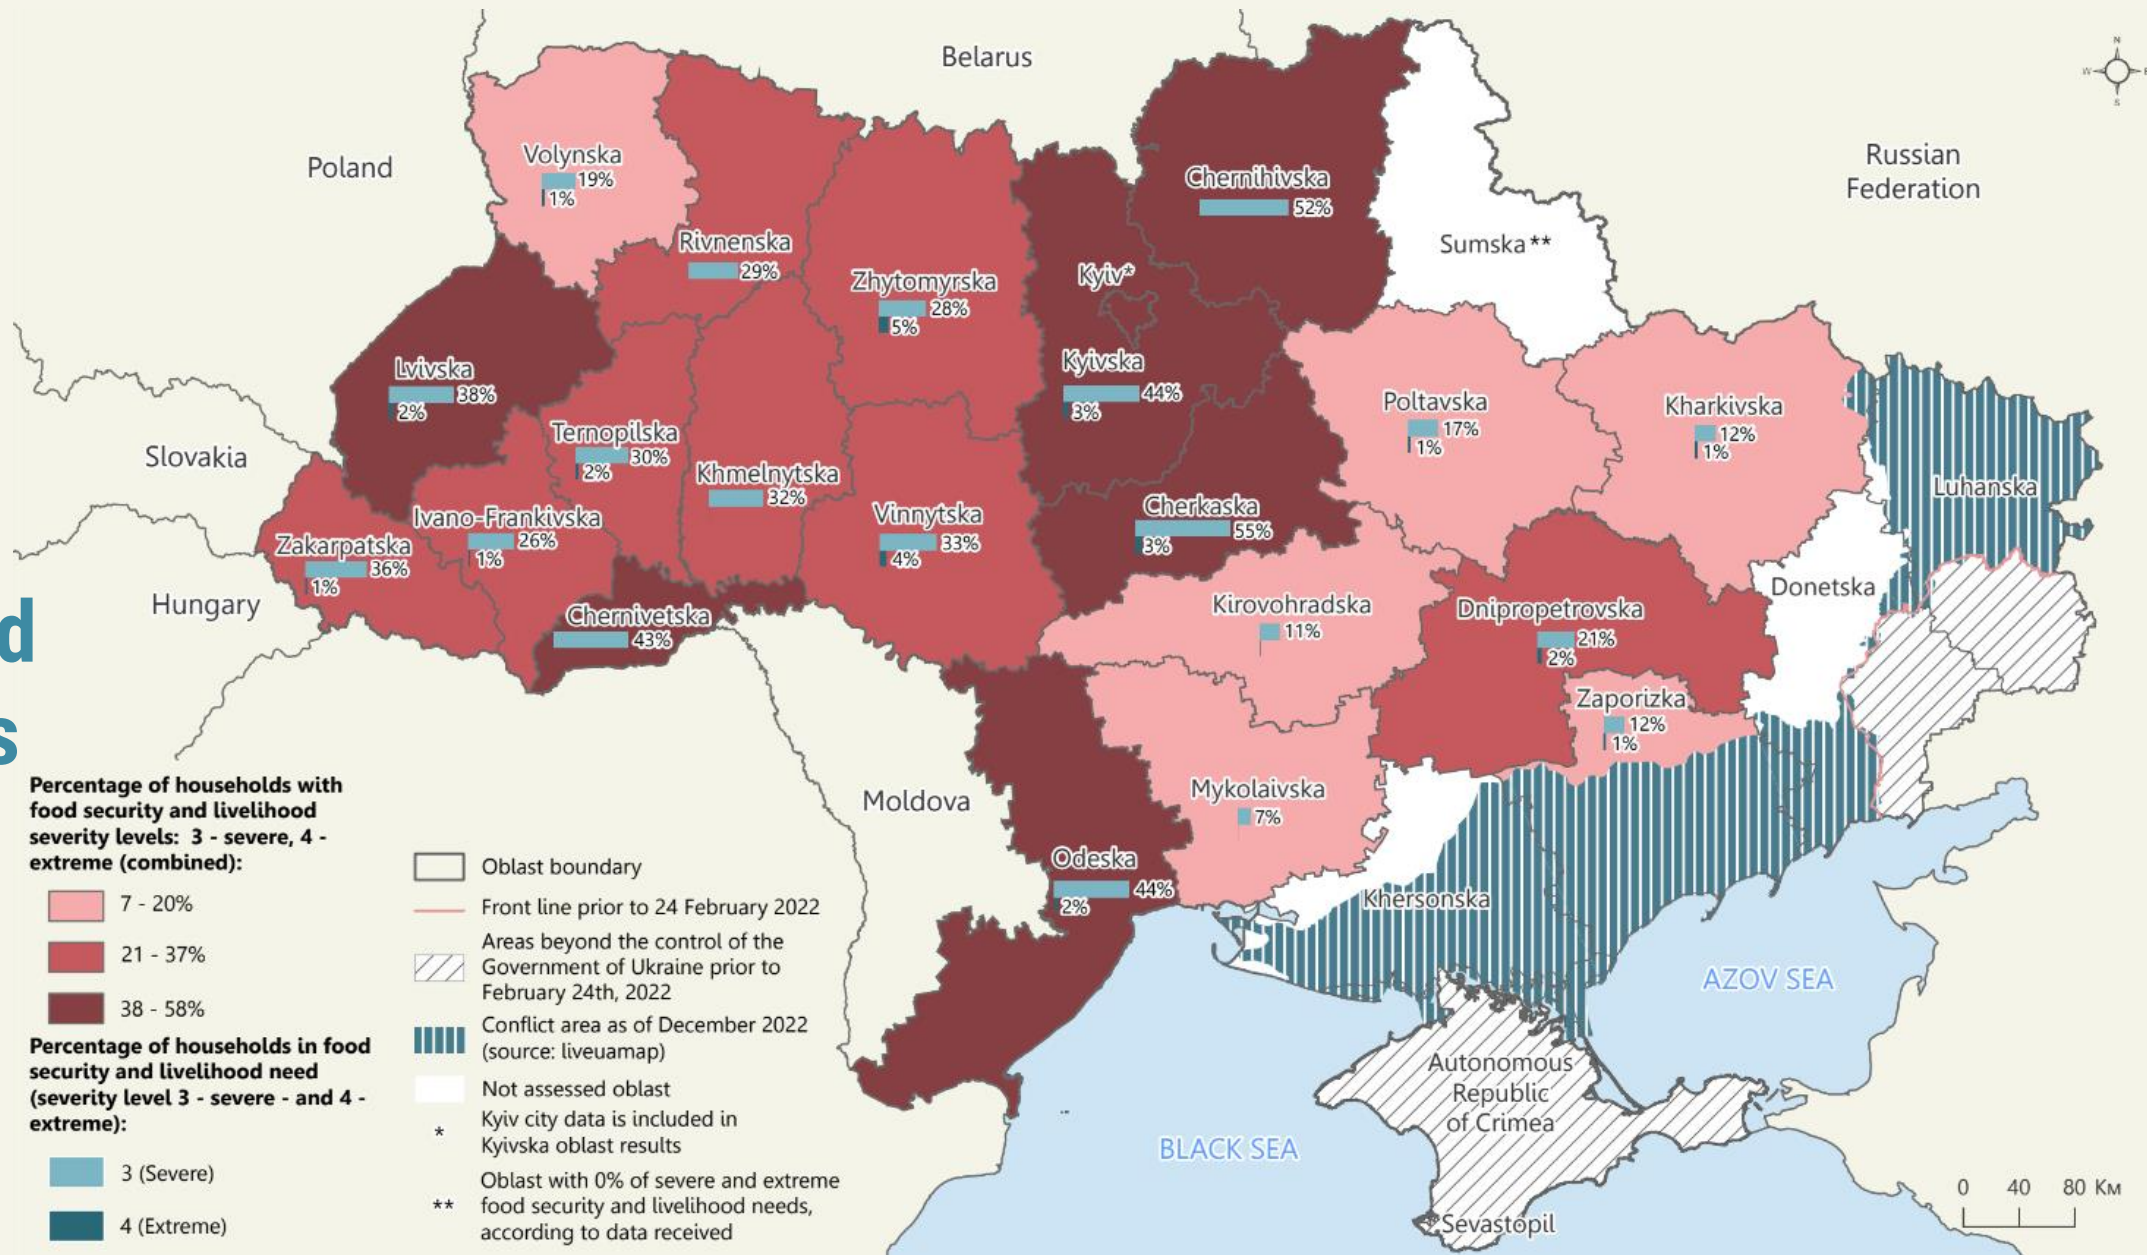 Belarus
Poland
Russian
Federation
Slovakia
Hungary
Moldova
Volynska
19%
1%
Rivnenska
29%
Zhytomyrska
28%
5%
Kyiv*
Chernihivska
52%
Sumska**
Lvivska
38%
2%
Ternopilska
30%
2%
Khmelnytska
32%
Kyivska
44%
3%
Poltavska
17%
1%
Kharkivska
12%
1%
Luhanska
Zakarpatska
36%
1%
Ivano-Frankivska
26%
1%
Vinnytska
33%
4%
Cherkaska
55%
3%
Donetska
Chernivetska
43%
Kirovohradska
11%
Dnipropetrovska
21%
2%
Zaporizka
12%
1%
Mykolaivska
7%
Odeska
44%
2%
Khersonska
AZOV SEA
BLACK SEA
Autonomous
Republic
of Crimea
Sevastopil
N
W
E
S
d
s
Percentage of households with
food security and livelihood
severity levels: 3 - severe, 4 -
extreme (combined):
7 - 20%
21 - 37%
38 - 58%
Percentage of households in food
security and livelihood need
(severity level 3 - severe - and 4 -
extreme):
3 (Severe)
4 (Extreme)
Oblast boundary
Front line prior to 24 February 2022
Areas beyond the control of the
Government of Ukraine prior to
February 24th, 2022
Conflict area as of December 2022
(source: liveuamap)
Not assessed oblast
* Kyiv city data is included in
Kyivska oblast results
Oblast with 0% of severe and extreme
** food security and livelihood needs,
according to data received
0 40 80 Км